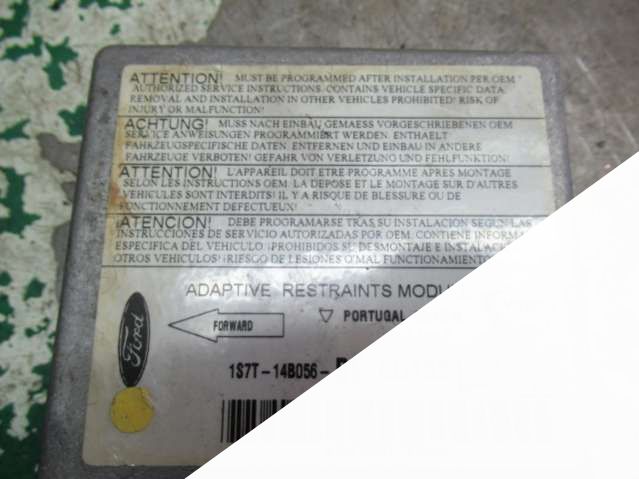 ATTENTION! MUST BE PROGRAMMED AFTER INSTALLATION PER OEM
AUTHORIZED SERVICE INSTRUCTIONS. CONTAINS VEHICLE SPECIFIC DATA.
REMOVAL AND INSTALLATION IN OTHER VEHICLES PROHIBITED! RISK OF
INJURY OR MALFUNCTION!
ACHTUNG! MUSS NACH EINBAU GEMAESS VORGESCHRIEBENEN OEM
SERVICE ANWEISUNGEN PROGRAMMIERT WERDEN. ENTHAELT
FAHRZEUGSPEZIFISCHE DATEN, ENTFERNEN UND EINBAU IN ANDERE
FAHRZEUGE VERBOTEN! GEFAHR VON VERLETZUNG UND FEHLFUNKTION!
ATTENTION! L'APPAREIL DOIT ETRE PROGRAMME APRES MONTAGE
SELON LES INSTRUCTIONS OEM. LA DEPOSE ET LE MONTAGE SUR D'AUTRES
VEHICULES SONT INTERDITS! IL Y A RISQUE DE BLESSURE OU DE
FONCTIONNEMENT DEFECTUEUX!
¡ATENCION! DEBE PROGRAMARSE TRAS SU INSTALACION SEGUN LAS
INSTRUCCIONES DE SERVICIO AUTORIZADAS POR OEM. CONTIENE
ESPECIFICA DEL VEHICULO ¡PROHIBIDOS SU DESMONTAJE E
OTROS VEHICULOS! ¡RIESGO DE LESIONES O MAL FUNCIONAMIENTO
ADAPTIVE RESTRAINTS
Ford FORWARD PORTUGAL
1S7T-14B056-